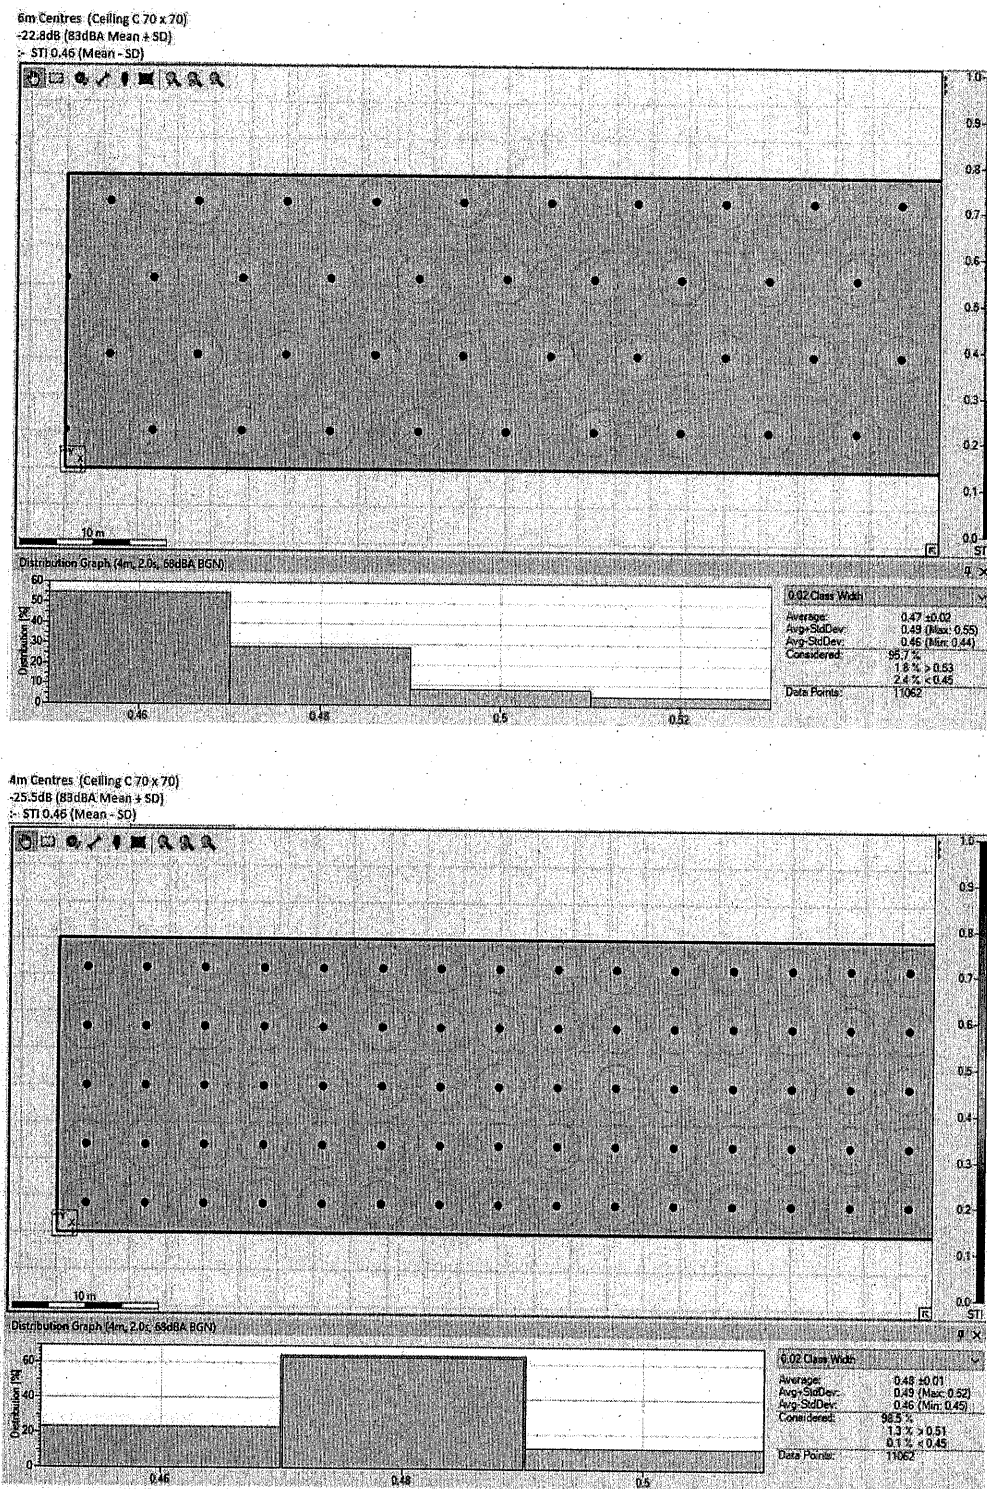 6m Centres (Ceiling C 70 x 70)
-22.8dB (83dBA Mean + SD)
:- STI 0.46 (Mean - SD)
1.0
0.9
0.8
0.7
0.6
0.5
0.4
0.3
0.2
0.1
0.0
STI
Y
X
10 m
Distribution Graph (4m, 2.0s, 68dBA BGN)
Distribution [%]
60
50
40
30
20
10
0
0.46
0.48
0.5
0.52
0.02 Class Width
Average: 0.47 ±0.02
Avg+StdDev: 0.49 (Max: 0.55)
Avg-StdDev: 0.46 (Min: 0.44)
Considered: 95.7 %
1.8 % > 0.53
2.4 % < 0.45
Data Points: 11062
4m Centres (Ceiling C 70 x 70)
-25.5dB (83dBA Mean + SD)
:- STI 0.46 (Mean - SD)
1.0
0.9
0.8
0.7
0.6
0.5
0.4
0.3
0.2
0.1
0.0
STI
Y
X
10 m
Distribution Graph (4m, 2.0s, 68dBA BGN)
Distribution [%]
60
40
20
0
0.46
0.48
0.5
0.02 Class Width
Average: 0.48 ±0.01
Avg+StdDev: 0.49 (Max: 0.52)
Avg-StdDev: 0.46 (Min: 0.45)
Considered: 98.5 %
1.3 % > 0.51
0.1 % < 0.45
Data Points: 11062